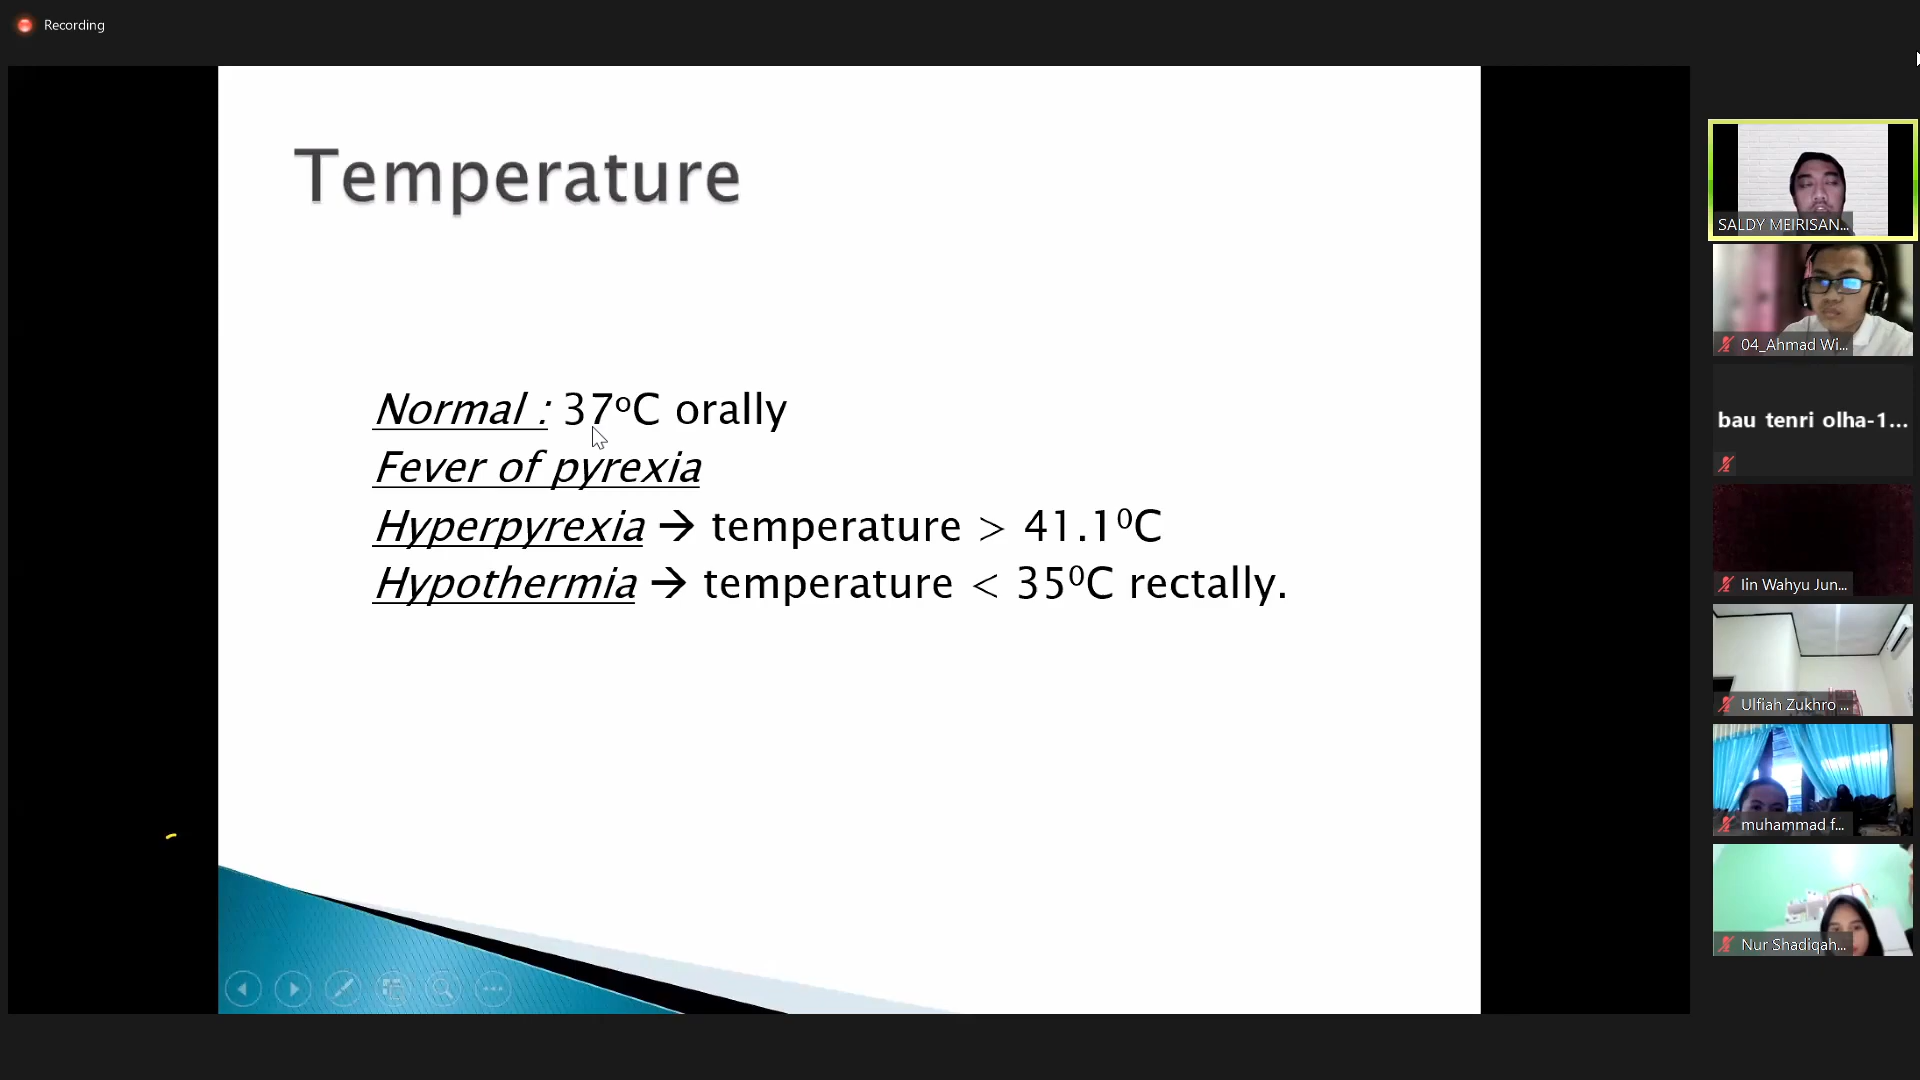 Recording
Temperature
Normal : 37ºC orally
Fever of pyrexia
Hyperpyrexia → temperature > 41.1⁰C
Hypothermia → temperature < 35⁰C rectally.
SALDY MEIRISAN...
04_Ahmad Wi...
bau tenri olha-1...
Iin Wahyu Jun...
Ulfiah Zukhro ...
muhammad f...
Nur Shadiqah...